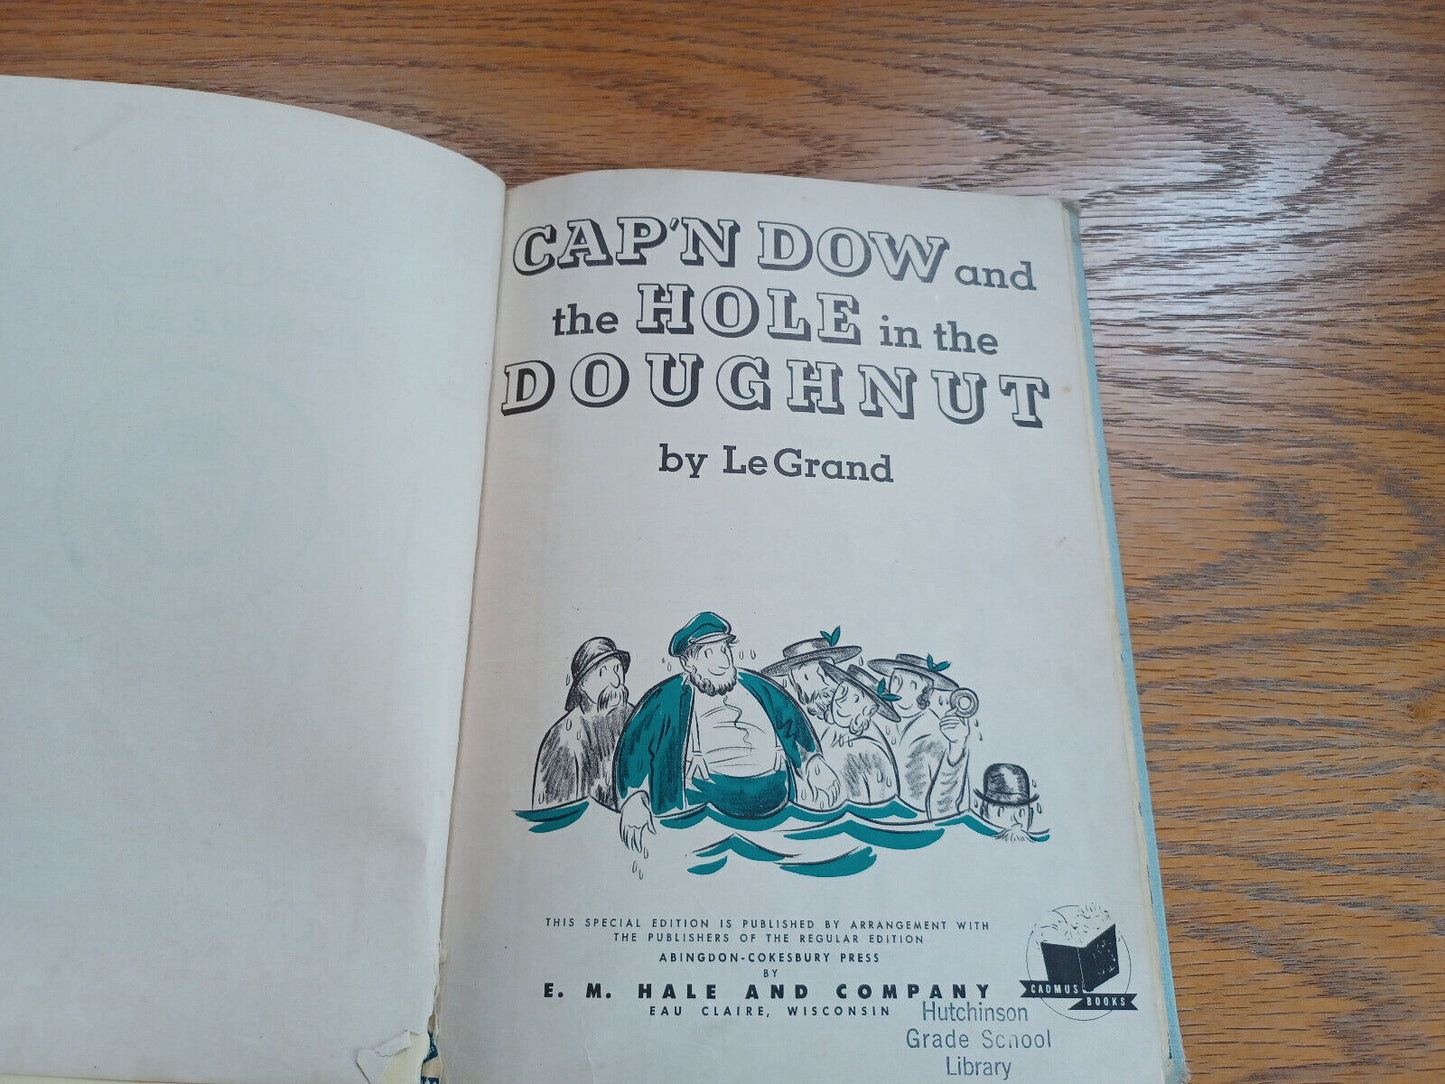 CAP'N DOW and
the HOLE in the
DOUGHNUT
by LeGrand
THIS SPECIAL EDITION IS PUBLISHED BY ARRANGEMENT WITH
THE PUBLISHERS OF THE REGULAR EDITION
ABINGDON-COKESBURY PRESS
BY
E. M. HALE AND COMPANY
EAU CLAIRE, WISCONSIN
CADMUS
BOOKS
Hutchinson
Grade School
Library